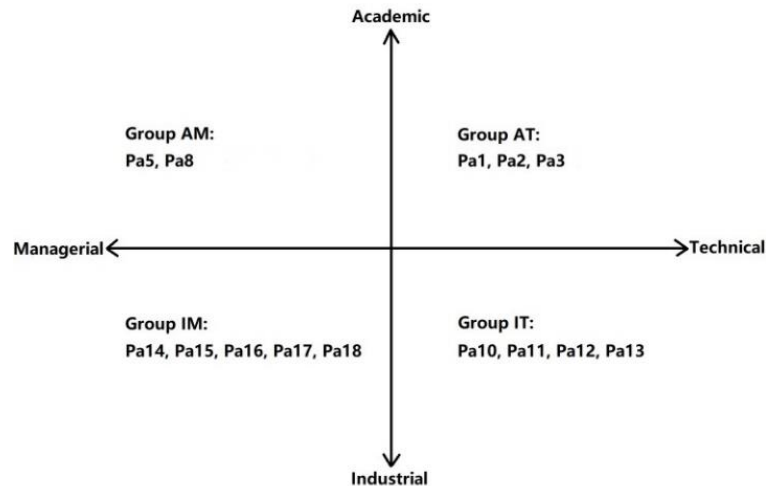 Academic
Group AM:
Pa5, Pa8
Group AT:
Pa1, Pa2, Pa3
Managerial
Technical
Group IM:
Pa14, Pa15, Pa16, Pa17, Pa18
Group IT:
Pa10, Pa11, Pa12, Pa13
Industrial